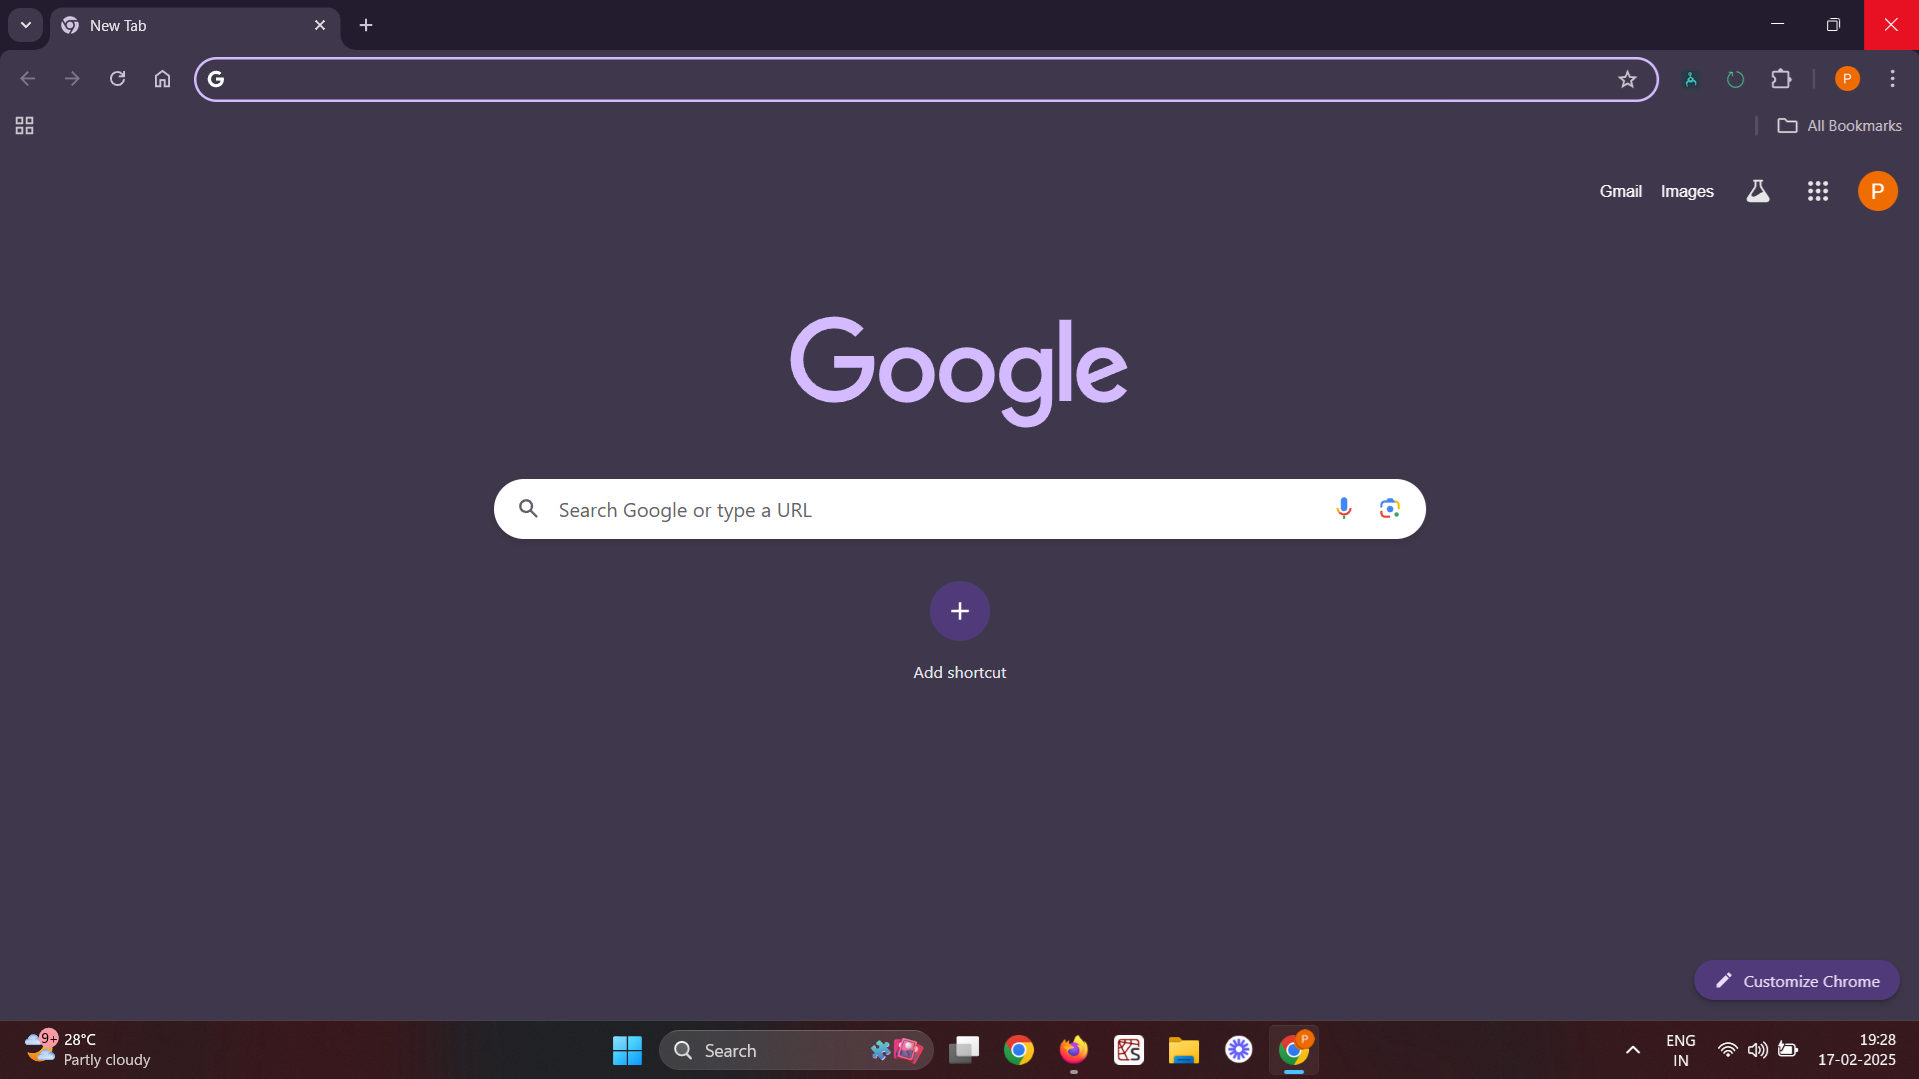 New Tab
G
P
All Bookmarks
Gmail Images
P
Google
Search Google or type a URL
Add shortcut
Customize Chrome
9+
28°C
Partly cloudy
Search
P
ENG
IN
19:28
17-02-2025